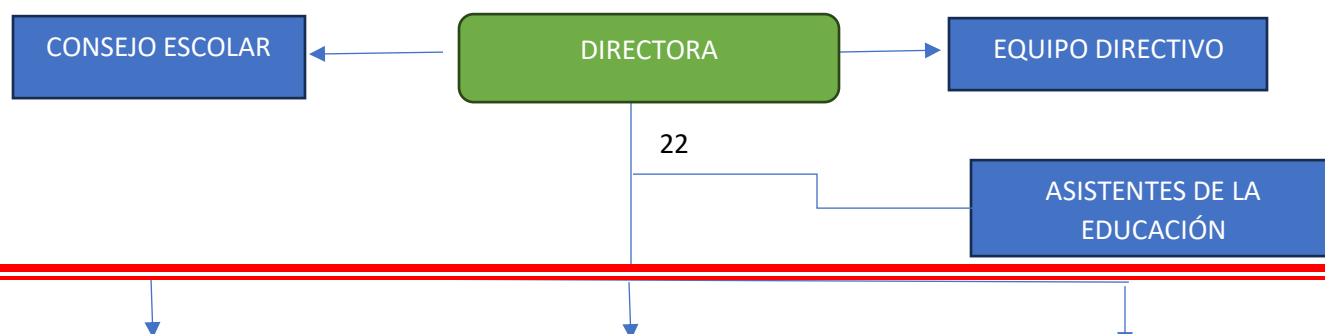 CONSEJO ESCOLAR
DIRECTORA
EQUIPO DIRECTIVO
22
ASISTENTES DE LA
EDUCACIÓN